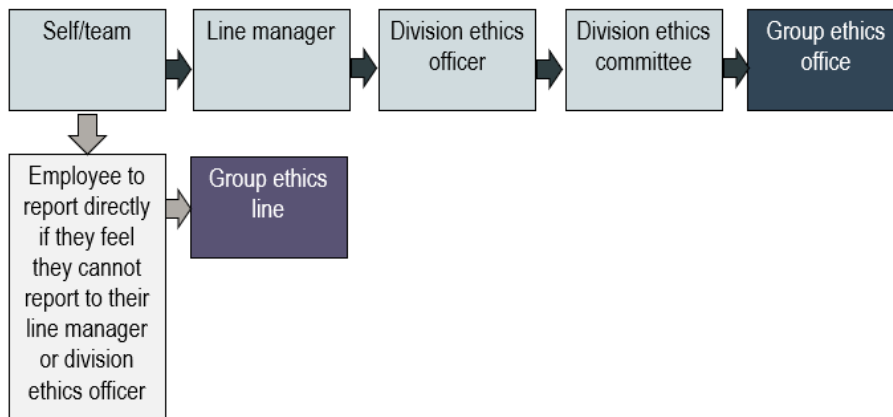 Self/team
Line manager
Division ethics
officer
Division ethics
committee
Group ethics
office
Employee to
report directly
if they feel
they cannot
report to their
line manager
or division
ethics officer
Group ethics
line